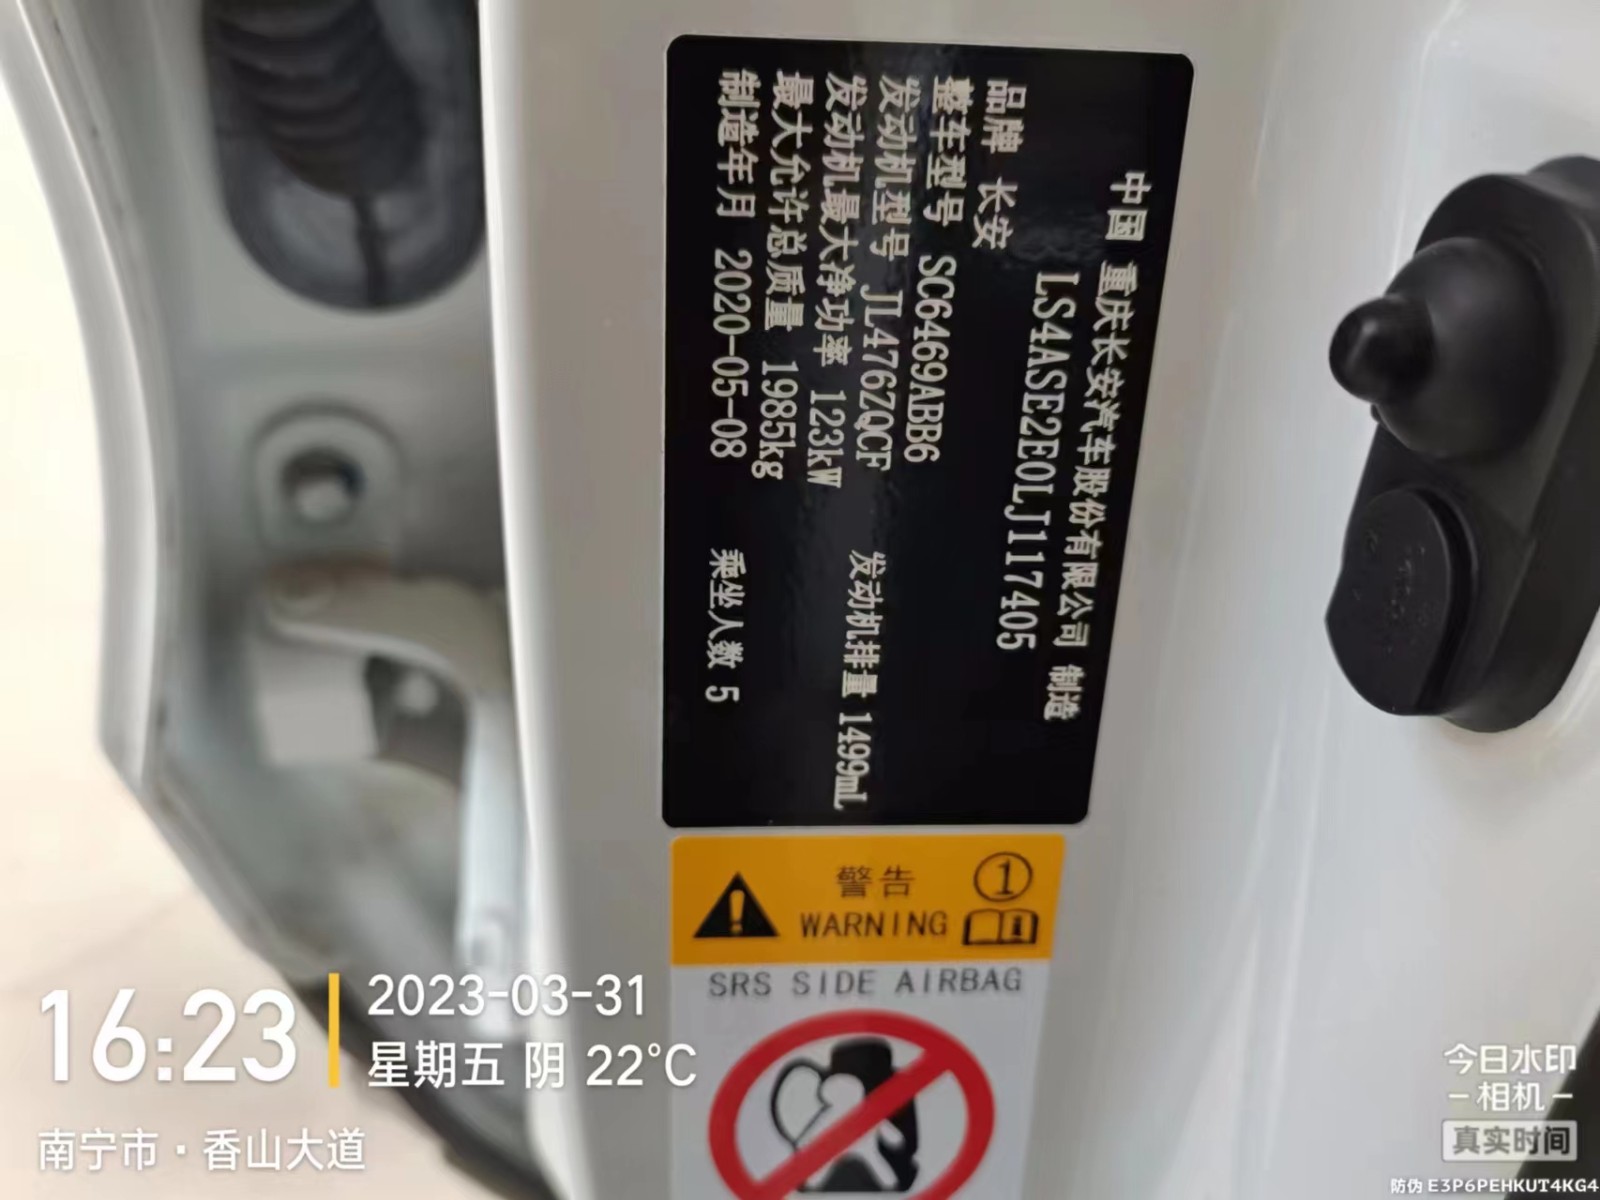 中国 重庆长安汽车股份有限公司 制造
LS4ASE2E0LJ117405
品牌 长安
整车型号 SC6469ABB6
发动机型号 JL476ZQCF 发动机排量 1499mL
发动机最大净功率 123kW
最大允许总质量 1985kg
制造年月 2020-05-08 乘坐人数 5
警告 1
WARNING
SRS SIDE AIRBAG
16:23
2023-03-31
星期五 阴 22°C
南宁市·香山大道
今日水印
-相机-
真实时间
防伪 E3P6PEHKUT4KG4